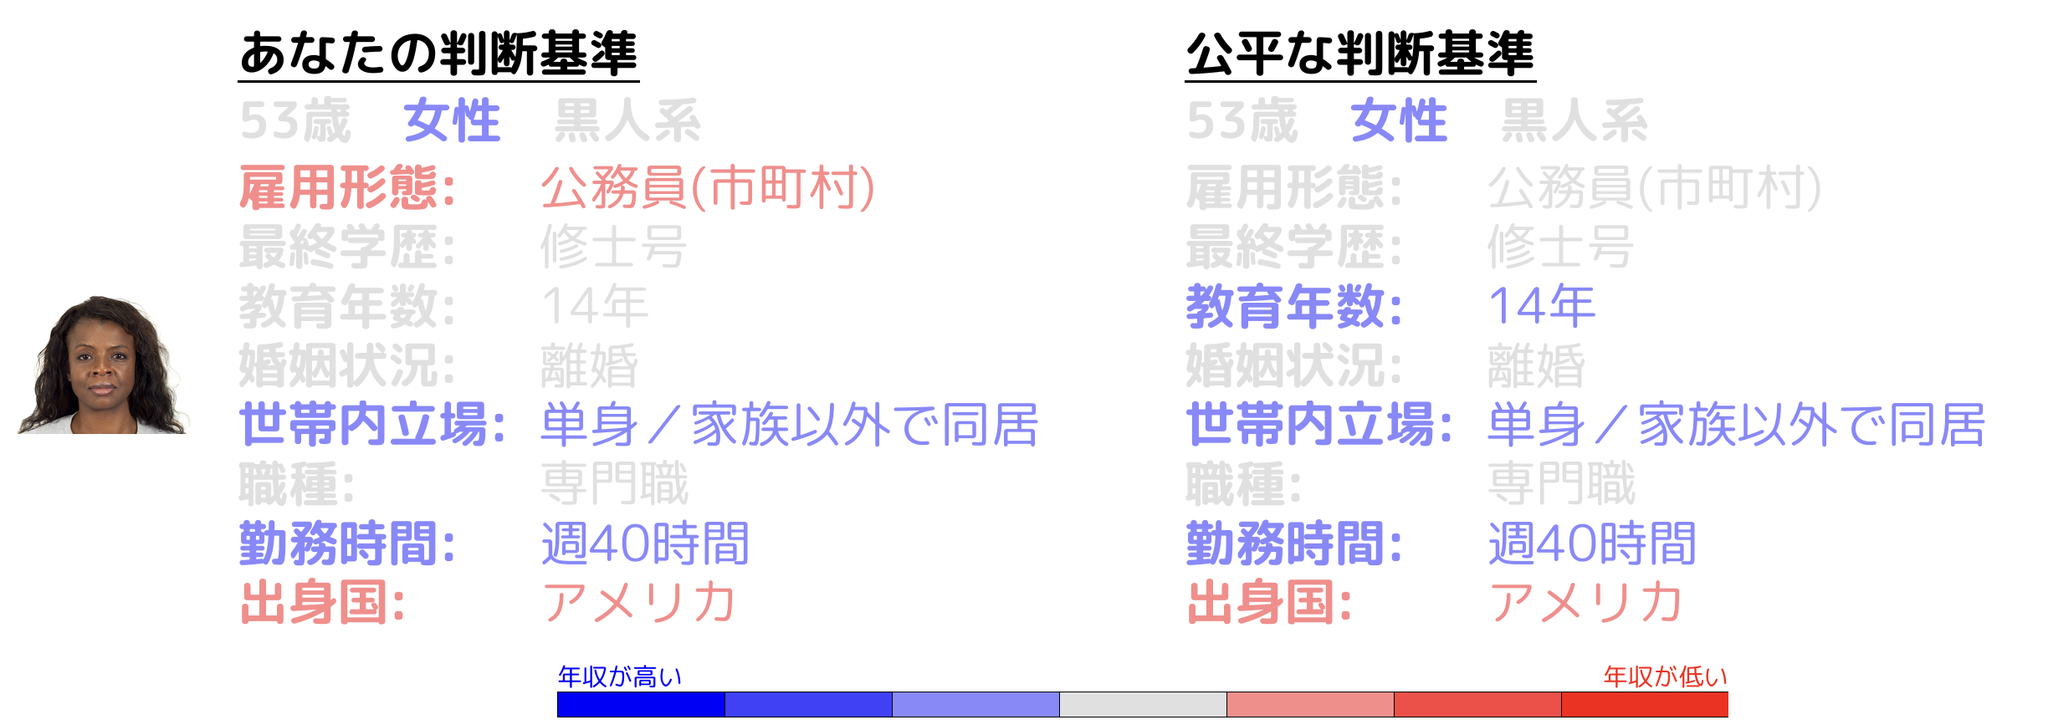 あなたの判断基準
53歳 女性 黒人系
雇用形態: 公務員(市町村)
最終学歴: 修士号
教育年数: 14年
婚姻状況: 離婚
世帯内立場: 単身／家族以外で同居
職種: 専門職
勤務時間: 週40時間
出身国: アメリカ
公平な判断基準
53歳 女性 黒人系
雇用形態: 公務員(市町村)
最終学歴: 修士号
教育年数: 14年
婚姻状況: 離婚
世帯内立場: 単身／家族以外で同居
職種: 専門職
勤務時間: 週40時間
出身国: アメリカ
年収が高い 年収が低い